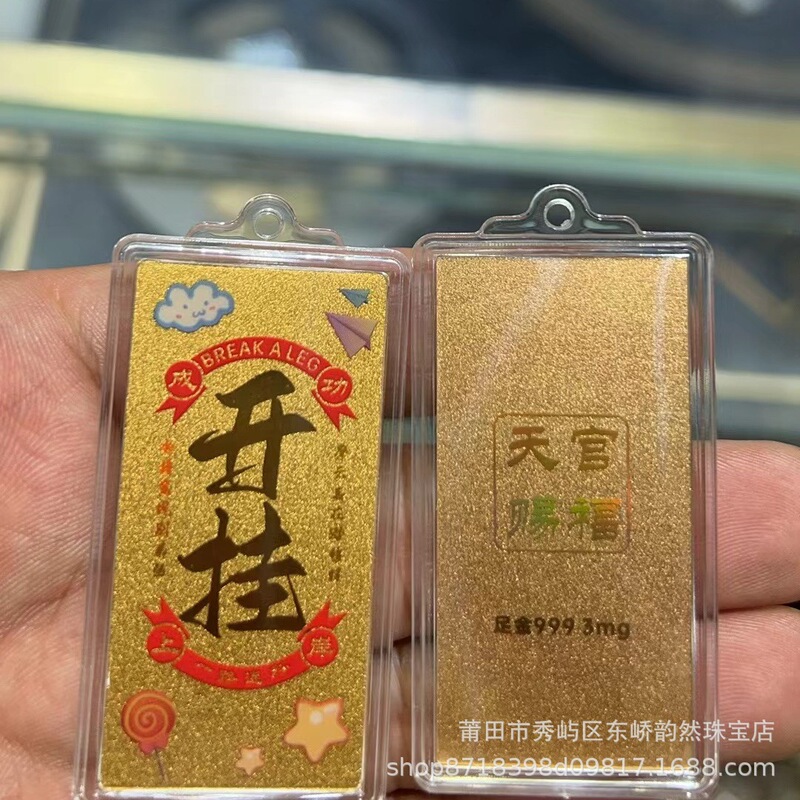 BREAK A LEG
成功
开挂
上岸
天官
赐福
足金999 3mg
莆田市秀屿区东峤韵然珠宝店
shop8718398d09817.1688.com